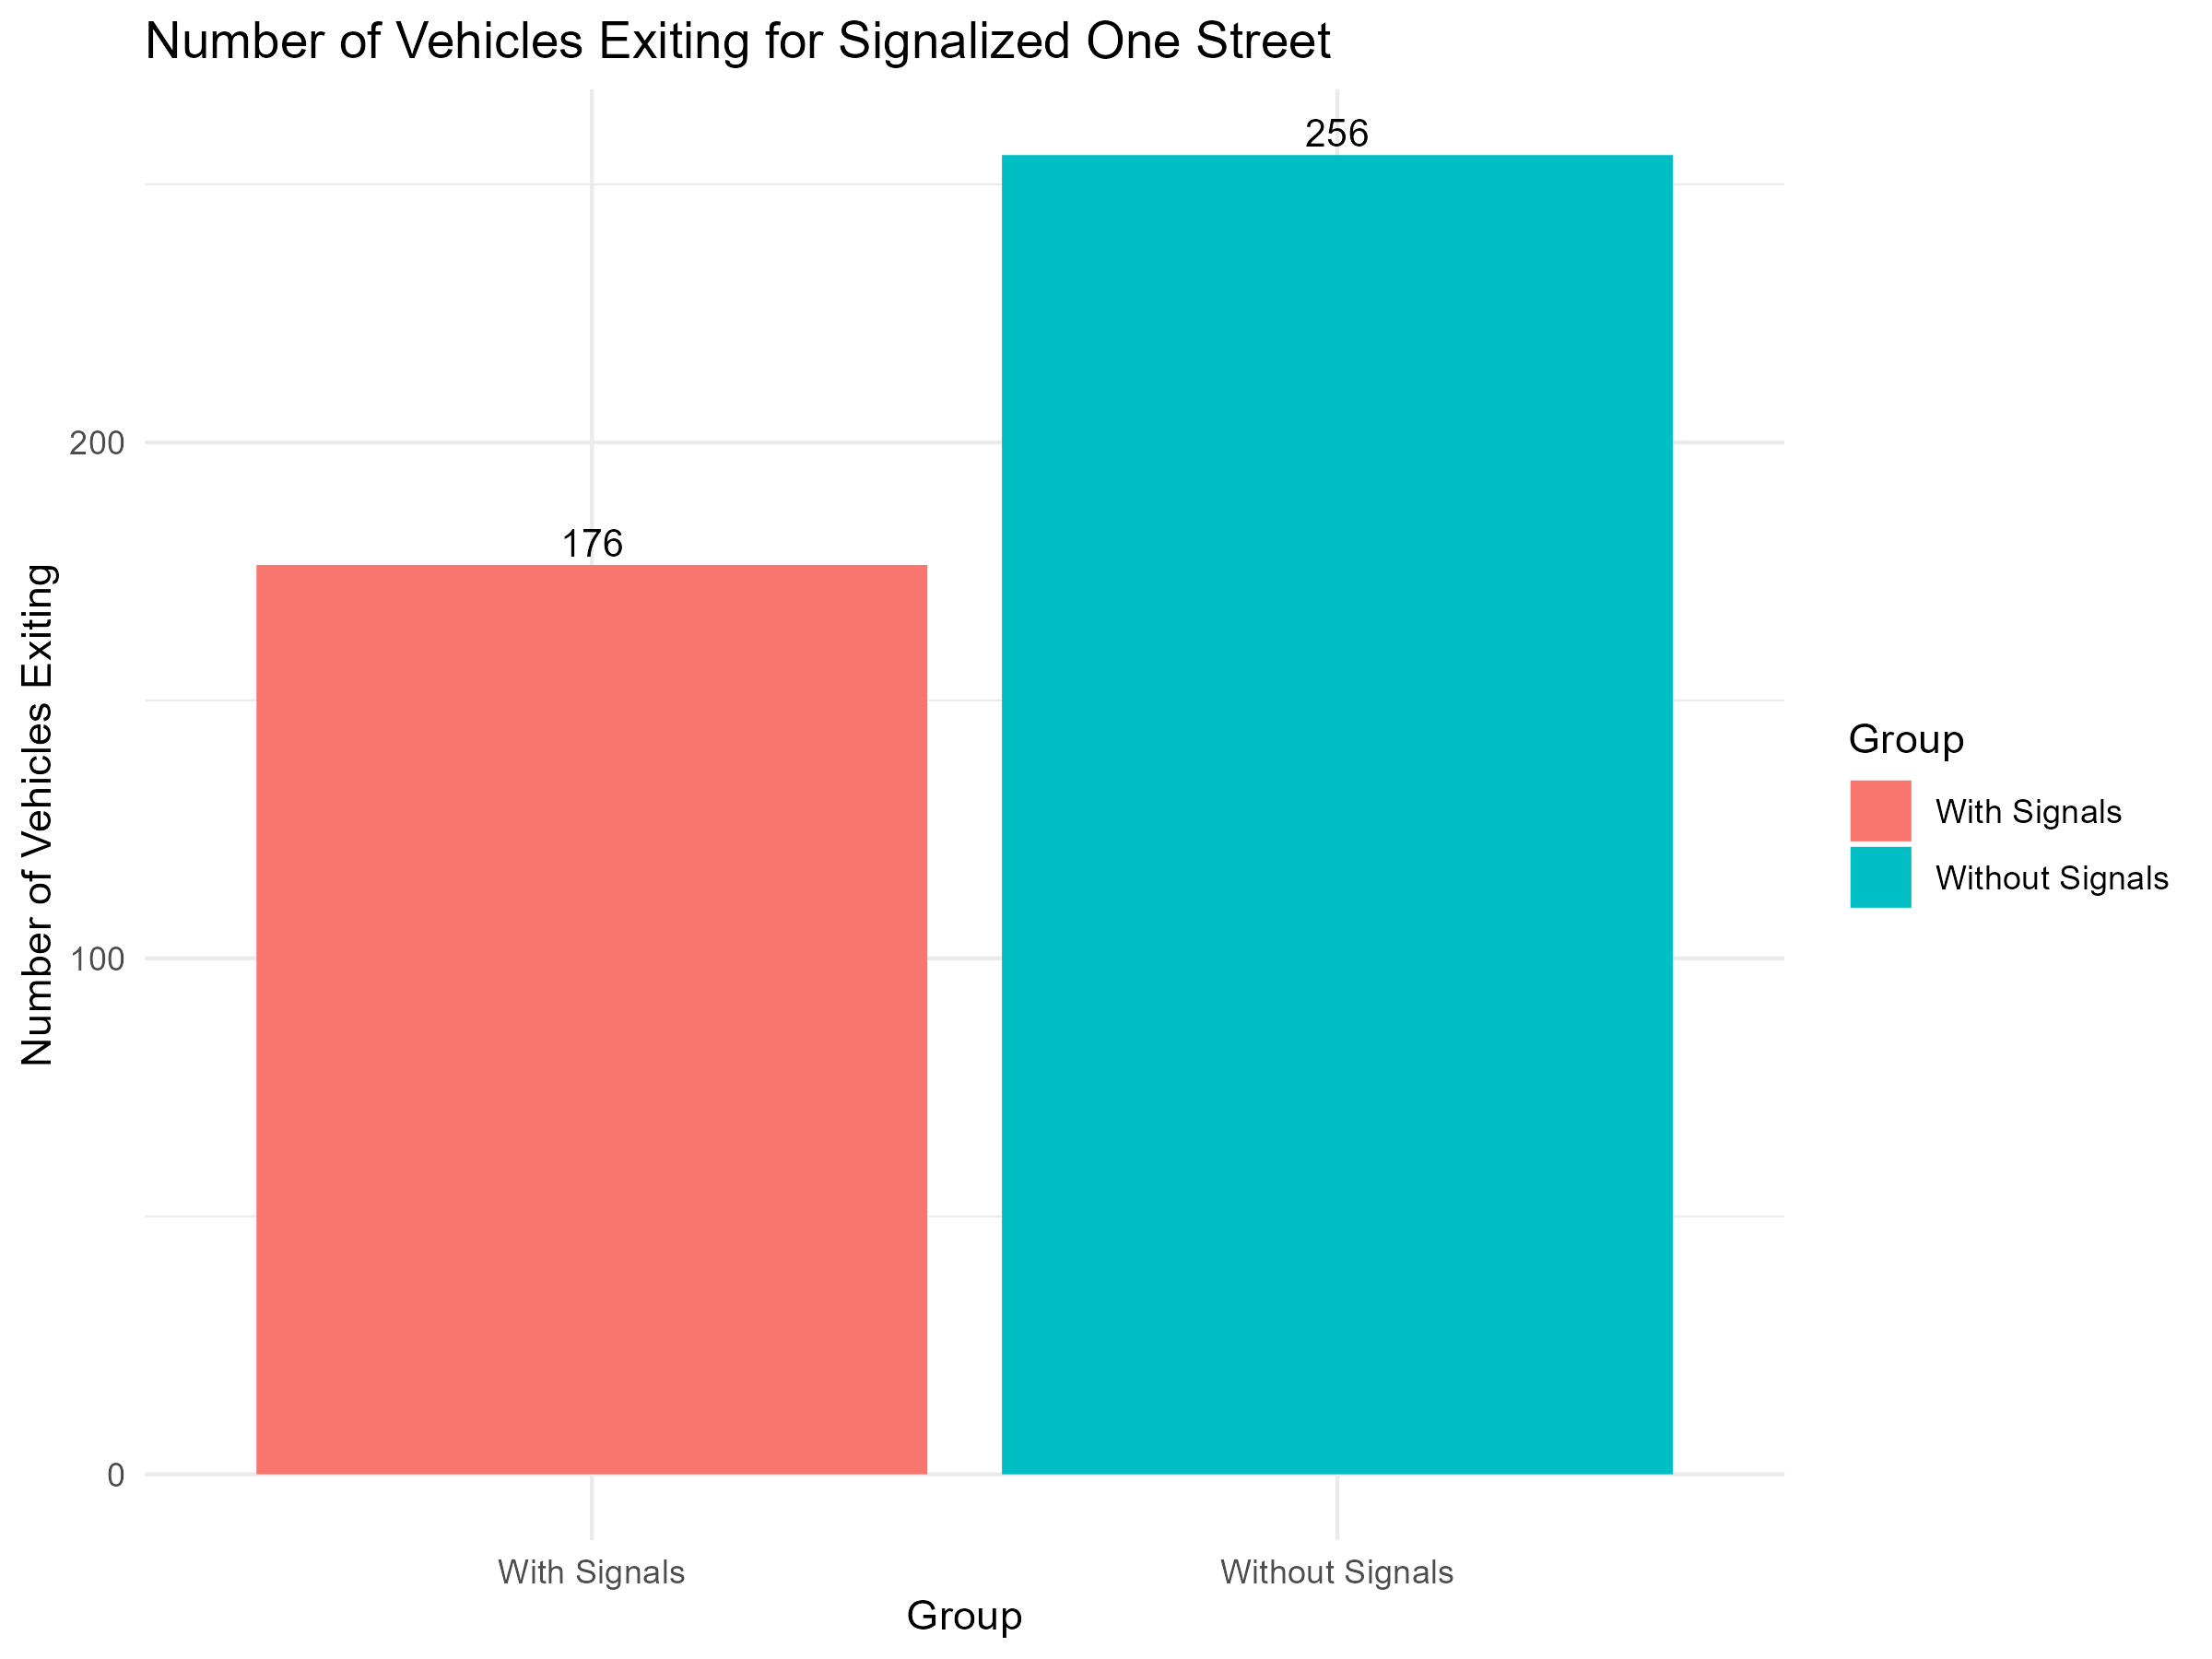 Number of Vehicles Exiting for Signalized One Street
256
200
176
Number of Vehicles Exiting
100
0
With Signals
Without Signals
Group
Group
With Signals
Without Signals